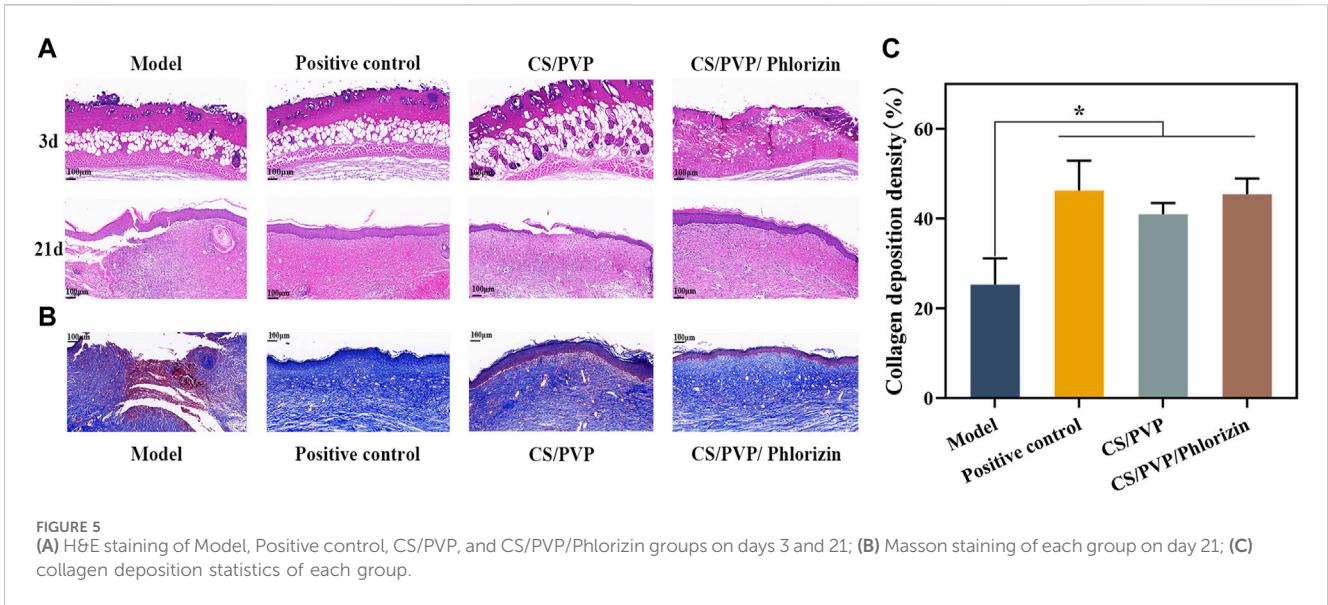 A
Model
Positive control
CS/PVP
CS/PVP/ Phlorizin
3d
100μm
100μm
100μm
100μm
21d
100μm
100μm
100μm
100μm
B
100μm
100μm
100μm
100μm
Model
Positive control
CS/PVP
CS/PVP/ Phlorizin
C
Collagen deposition density(%)
60
40
20
0
*
Model
Positive control
CS/PVP
CS/PVP/Phlorizin
FIGURE 5
(A) H&E staining of Model, Positive control, CS/PVP, and CS/PVP/Phlorizin groups on days 3 and 21; (B) Masson staining of each group on day 21; (C)
collagen deposition statistics of each group.